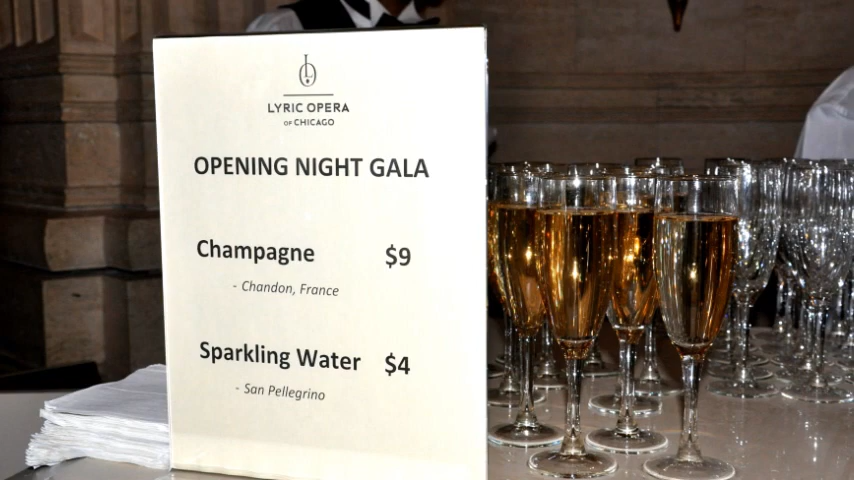 LYRIC OPERA
OF CHICAGO
OPENING NIGHT GALA
Champagne $9
- Chandon, France
Sparkling Water $4
- San Pellegrino